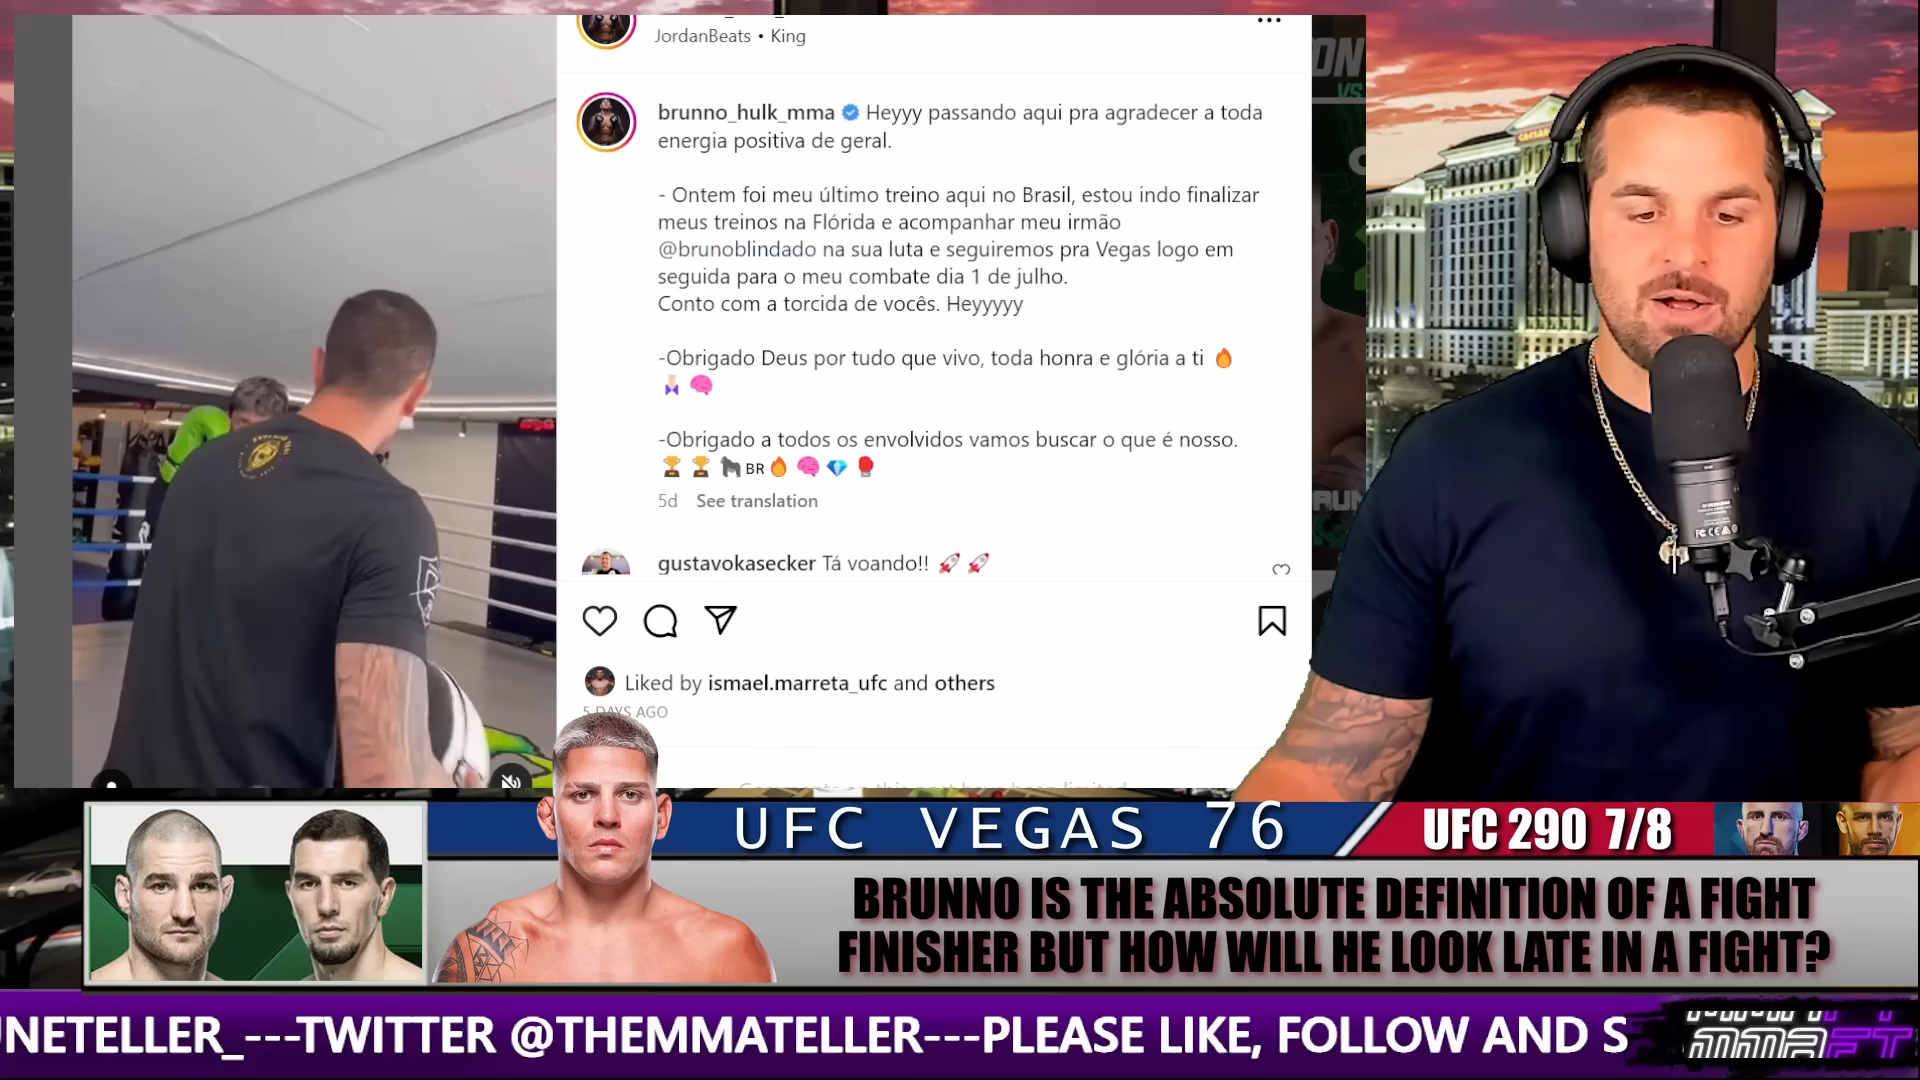 JordanBeats • King
brunno_hulk_mma Heyyy passando aqui pra agradecer a toda
energia positiva de geral.
- Ontem foi meu último treino aqui no Brasil, estou indo finalizar
meus treinos na Flórida e acompanhar meu irmão
@brunoblindado na sua luta e seguiremos pra Vegas logo em
seguida para o meu combate dia 1 de julho.
Conto com a torcida de vocês. Heyyyyy
-Obrigado Deus por tudo que vivo, toda honra e glória a ti 🔥
🧠
-Obrigado a todos os envolvidos vamos buscar o que é nosso.
🏆 🏆 🦍 BR 🔥 🧠 💎 🥊
5d See translation
gustavokasecker Tá voando!! 🚀 🚀
Liked by ismael.marreta_ufc and others
5 DAYS AGO
CAESARS
UFC VEGAS 76
UFC 290 7/8
BRUNNO IS THE ABSOLUTE DEFINITION OF A FIGHT
FINISHER BUT HOW WILL HE LOOK LATE IN A FIGHT?
NETELLER_---TWITTER @THEMMATELLER---PLEASE LIKE, FOLLOW AND S